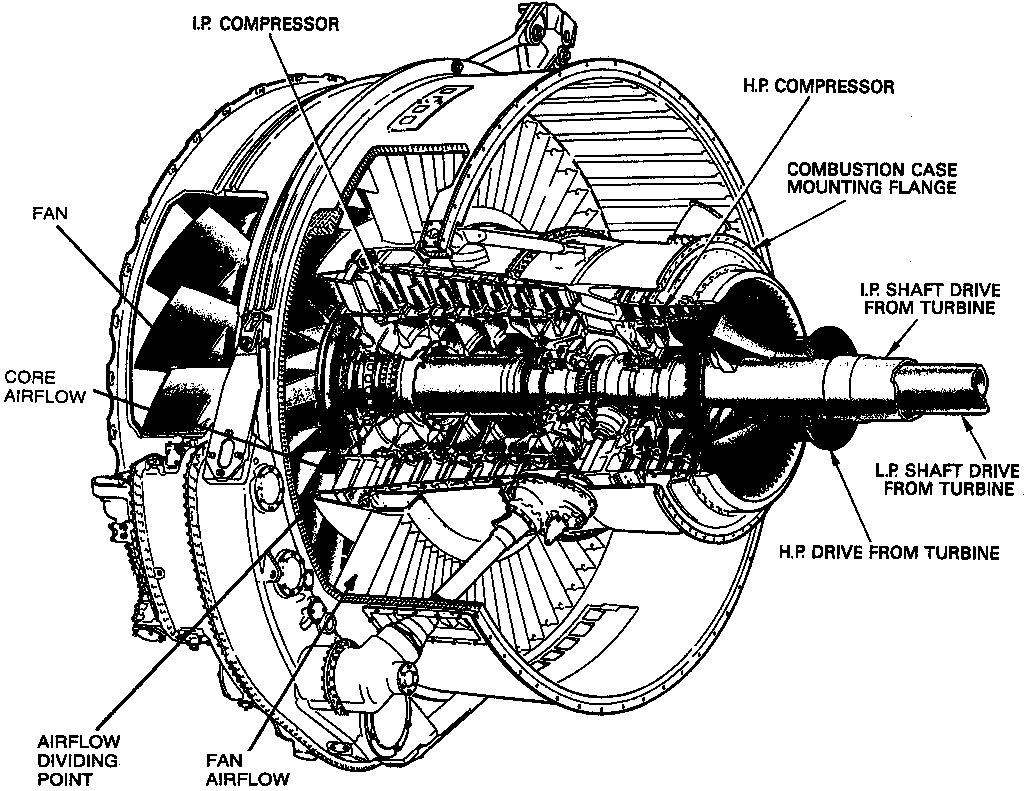 I.P. COMPRESSOR
H.P. COMPRESSOR
COMBUSTION CASE
MOUNTING FLANGE
FAN
I.P. SHAFT DRIVE
FROM TURBINE
CORE
AIRFLOW
L.P. SHAFT DRIVE
FROM TURBINE
H.P. DRIVE FROM TURBINE
AIRFLOW
DIVIDING
POINT
FAN
AIRFLOW